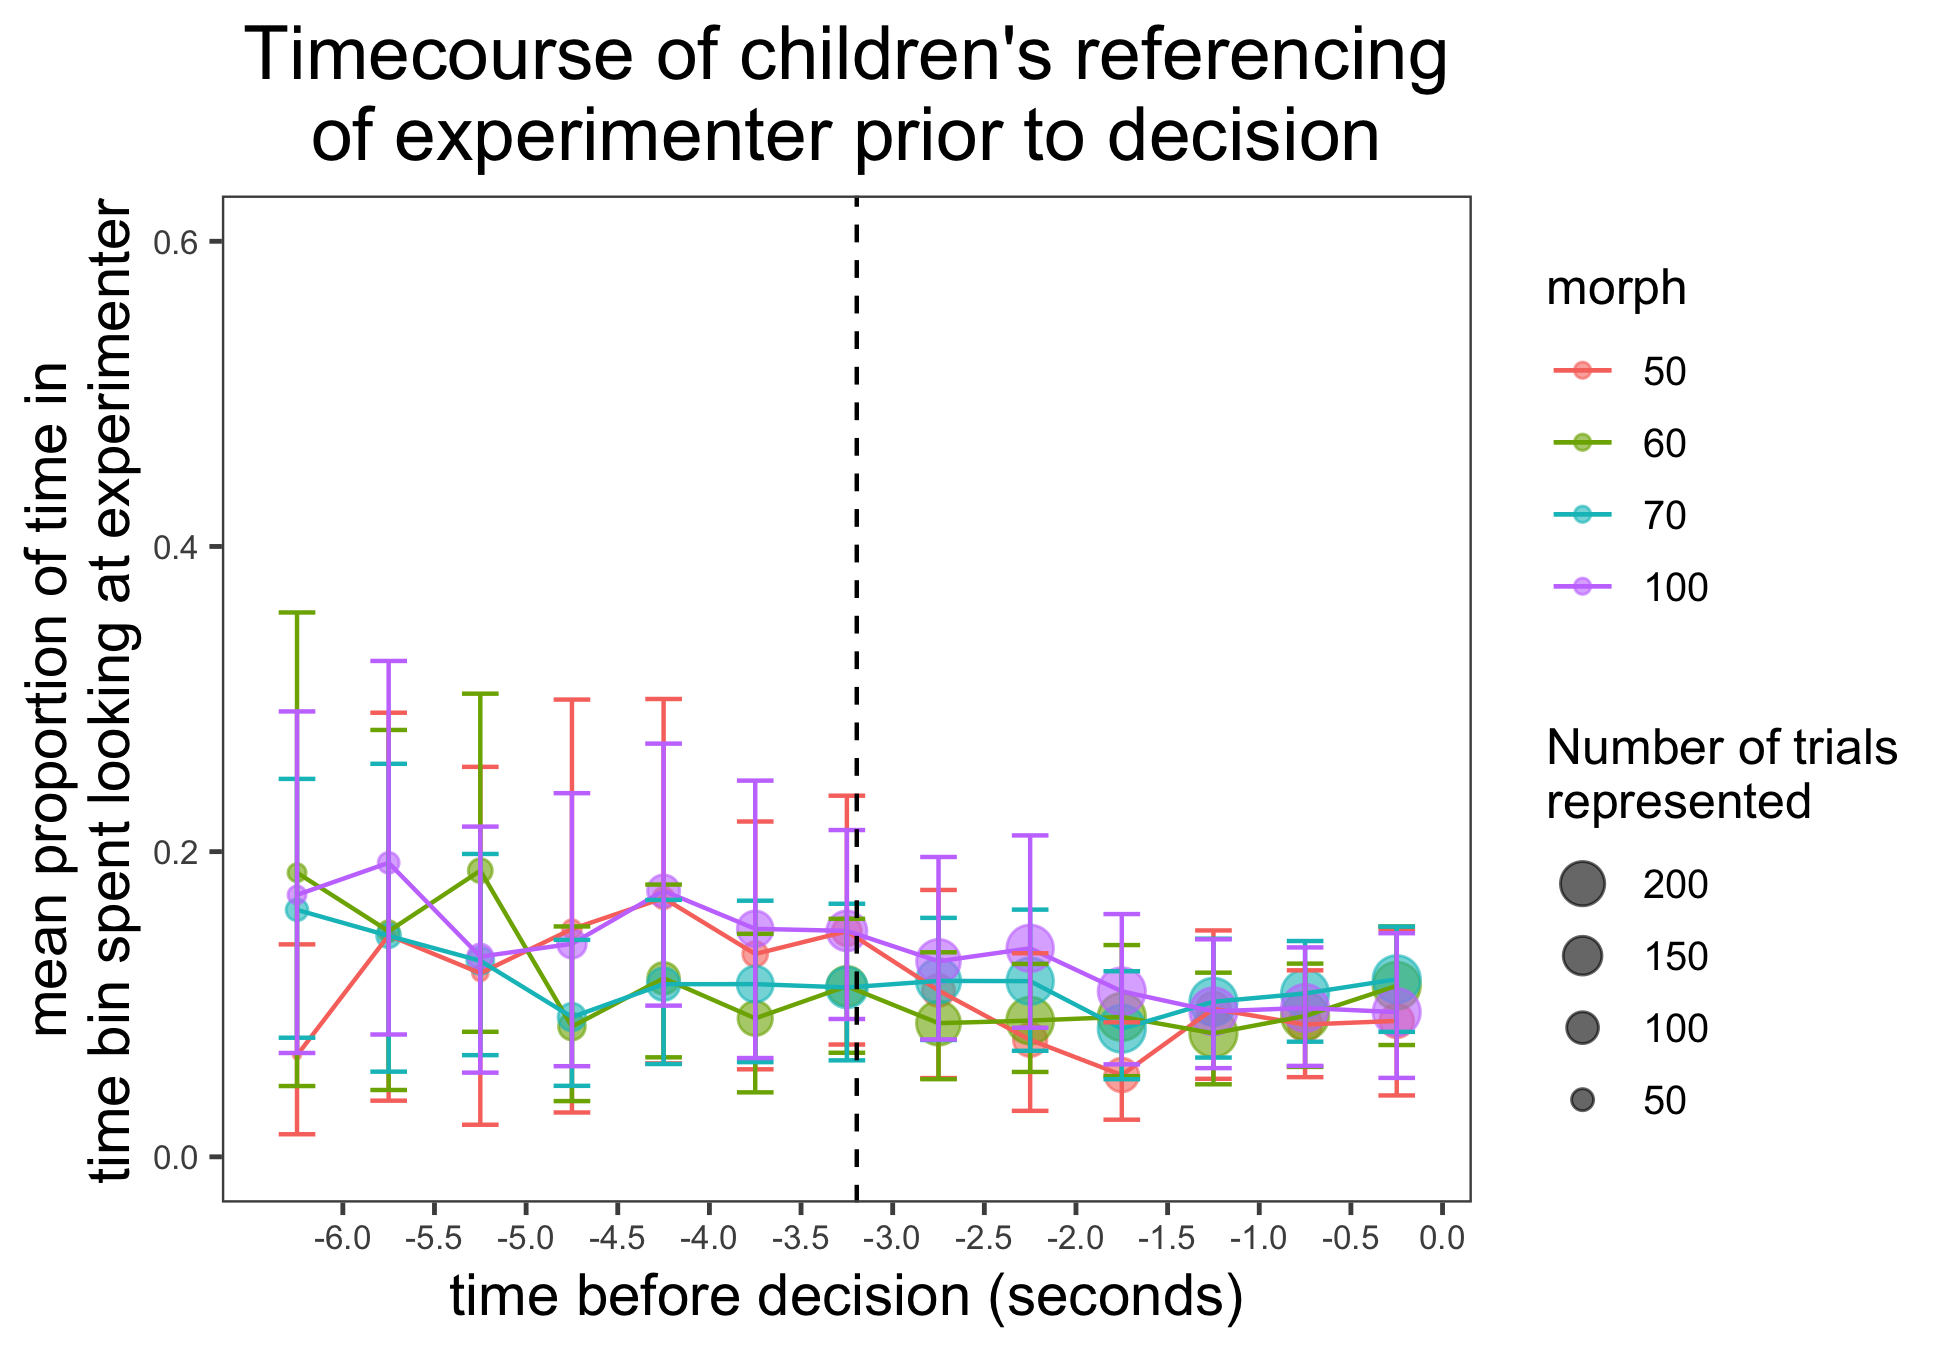 Timecourse of children's referencing
of experimenter prior to decision
mean proportion of time in
time bin spent looking at experimenter
0.6
0.4
0.2
0.0
-6.0 -5.5 -5.0 -4.5 -4.0 -3.5 -3.0 -2.5 -2.0 -1.5 -1.0 -0.5 0.0
time before decision (seconds)
morph
50
60
70
100
Number of trials
represented
200
150
100
50